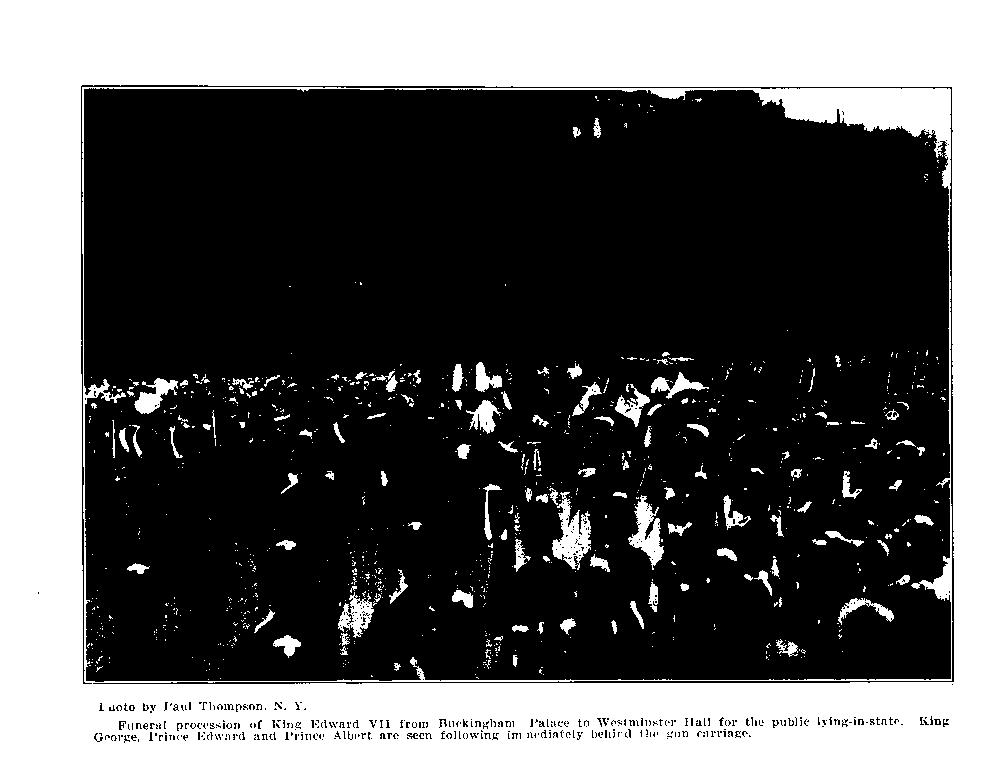 Photo by Paul Thompson, N. Y.
Funeral procession of King Edward VII from Buckingham Palace to Westminster Hall for the public lying-in-state. King
George, Prince Edward and Prince Albert are seen following immediately behind the gun carriage.